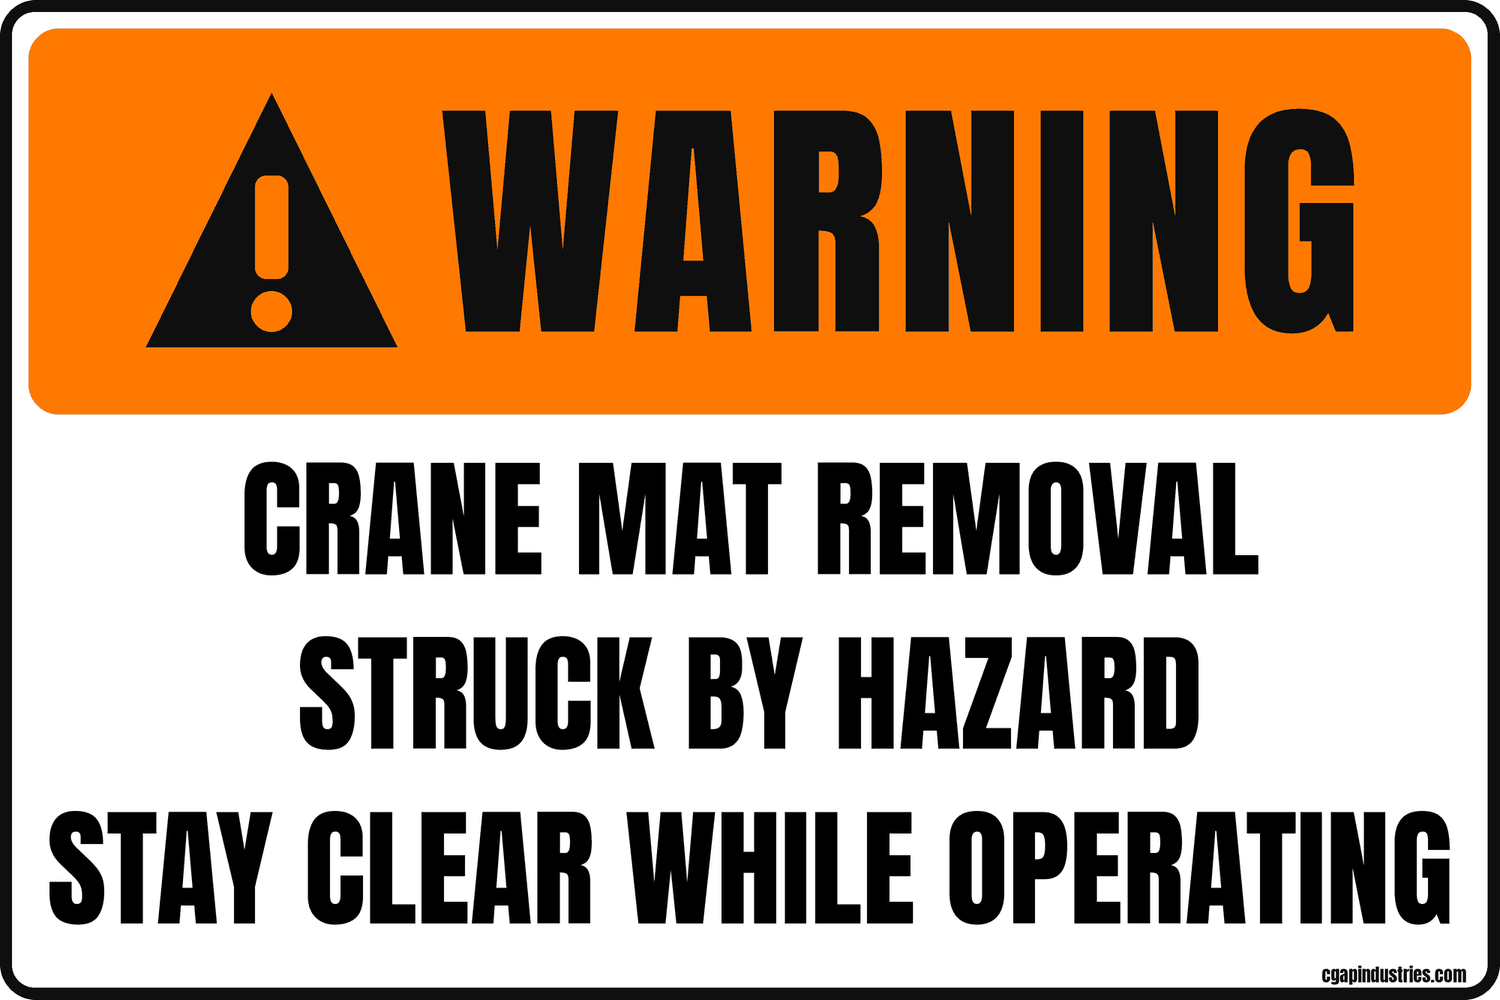 WARNING
CRANE MAT REMOVAL
STRUCK BY HAZARD
STAY CLEAR WHILE OPERATING
cgapindustries.com